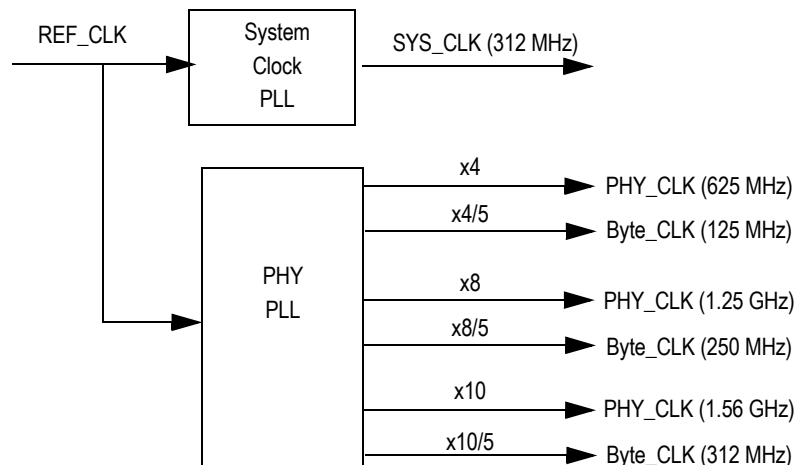 REF_CLK
System
Clock
PLL
SYS_CLK (312 MHz)
PHY
PLL
x4
PHY_CLK (625 MHz)
x4/5
Byte_CLK (125 MHz)
x8
PHY_CLK (1.25 GHz)
x8/5
Byte_CLK (250 MHz)
x10
PHY_CLK (1.56 GHz)
x10/5
Byte_CLK (312 MHz)